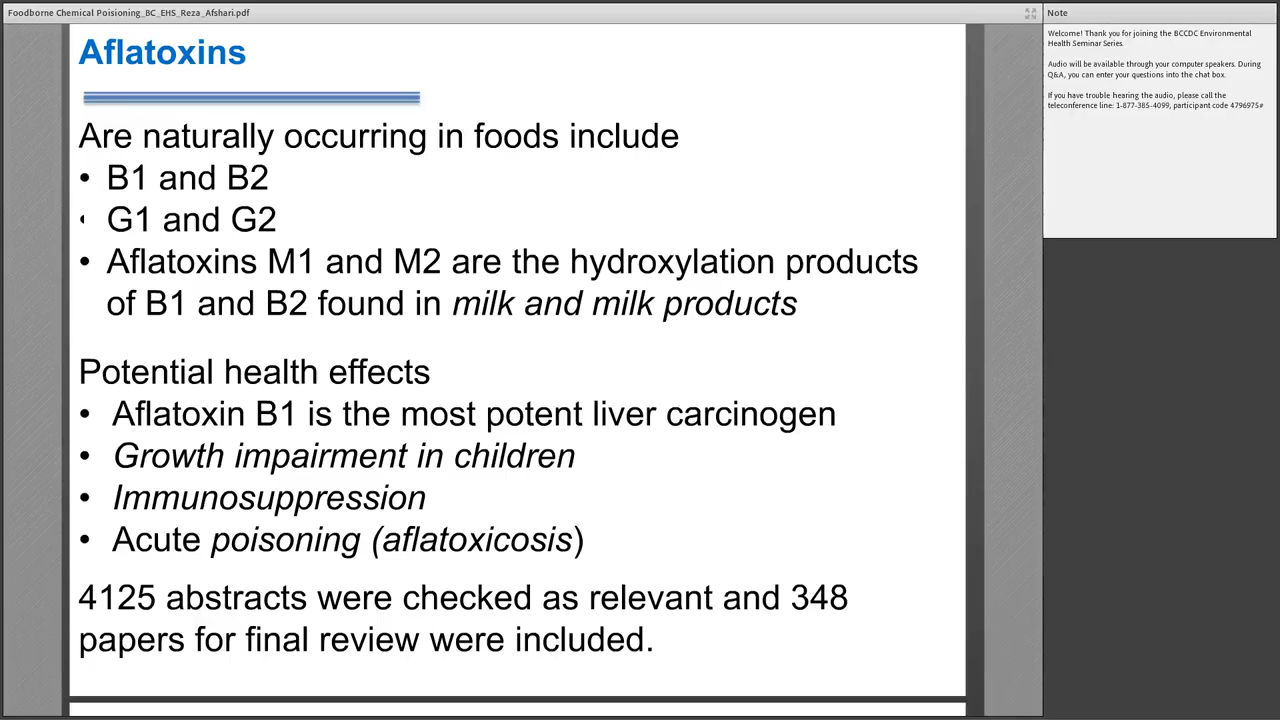 Foodborne Chemical Poisioning_BC_EHS_Reza_Afshari.pdf
Aflatoxins
Are naturally occurring in foods include
• B1 and B2
• G1 and G2
• Aflatoxins M1 and M2 are the hydroxylation products
of B1 and B2 found in milk and milk products
Potential health effects
• Aflatoxin B1 is the most potent liver carcinogen
• Growth impairment in children
• Immunosuppression
• Acute poisoning (aflatoxicosis)
4125 abstracts were checked as relevant and 348
papers for final review were included.
Note
Welcome! Thank you for joining the BCCDC Environmental
Health Seminar Series.
Audio will be available through your computer speakers. During
Q&A, you can enter your questions into the chat box.
If you have trouble hearing the audio, please call the
teleconference line: 1-877-385-4099, participant code 4796975#